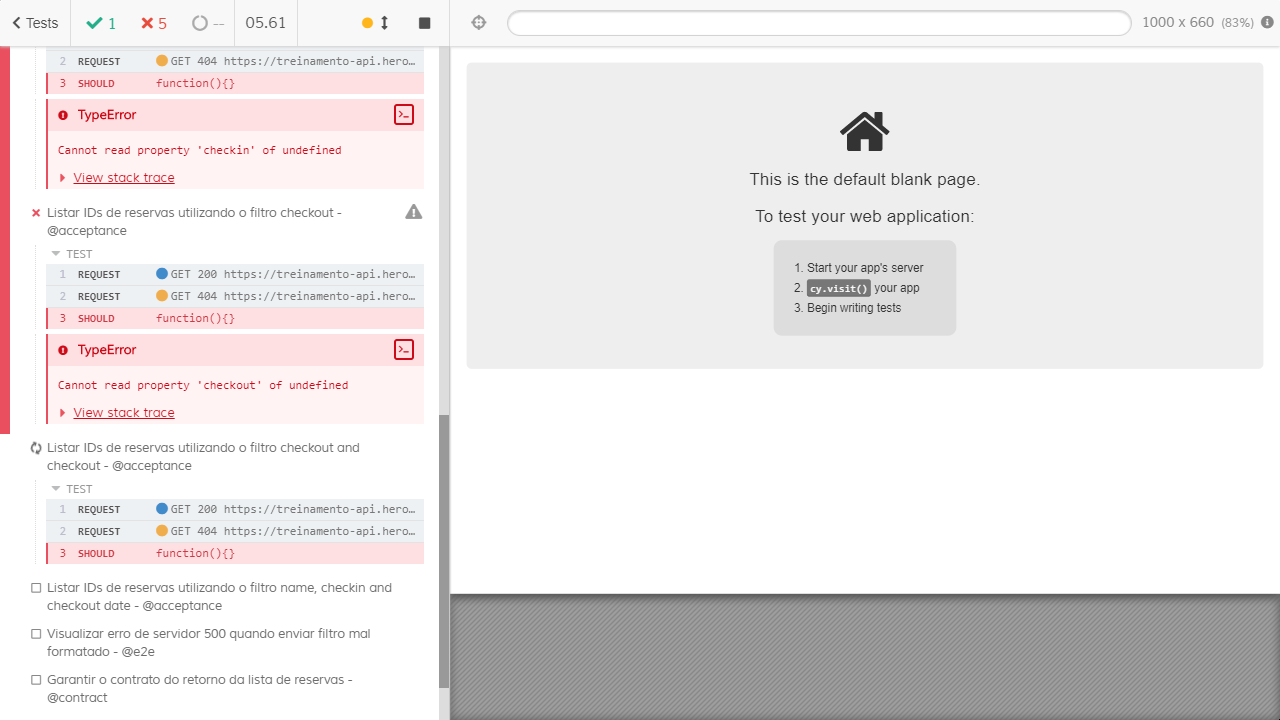 Tests
1
5
--
05.61
1000 x 660 (83%)
2 REQUEST GET 404 https://treinamento-api.hero…
3 SHOULD function(){}
TypeError
Cannot read property 'checkin' of undefined
View stack trace
Listar IDs de reservas utilizando o filtro checkout -
@acceptance
TEST
1 REQUEST GET 200 https://treinamento-api.hero…
2 REQUEST GET 404 https://treinamento-api.hero…
3 SHOULD function(){}
TypeError
Cannot read property 'checkout' of undefined
View stack trace
Listar IDs de reservas utilizando o filtro checkout and
checkout - @acceptance
TEST
1 REQUEST GET 200 https://treinamento-api.hero…
2 REQUEST GET 404 https://treinamento-api.hero…
3 SHOULD function(){}
Listar IDs de reservas utilizando o filtro name, checkin and
checkout date - @acceptance
Visualizar erro de servidor 500 quando enviar filtro mal
formatado - @e2e
Garantir o contrato do retorno da lista de reservas -
@contract
This is the default blank page.
To test your web application:
1. Start your app's server
2. cy.visit() your app
3. Begin writing tests